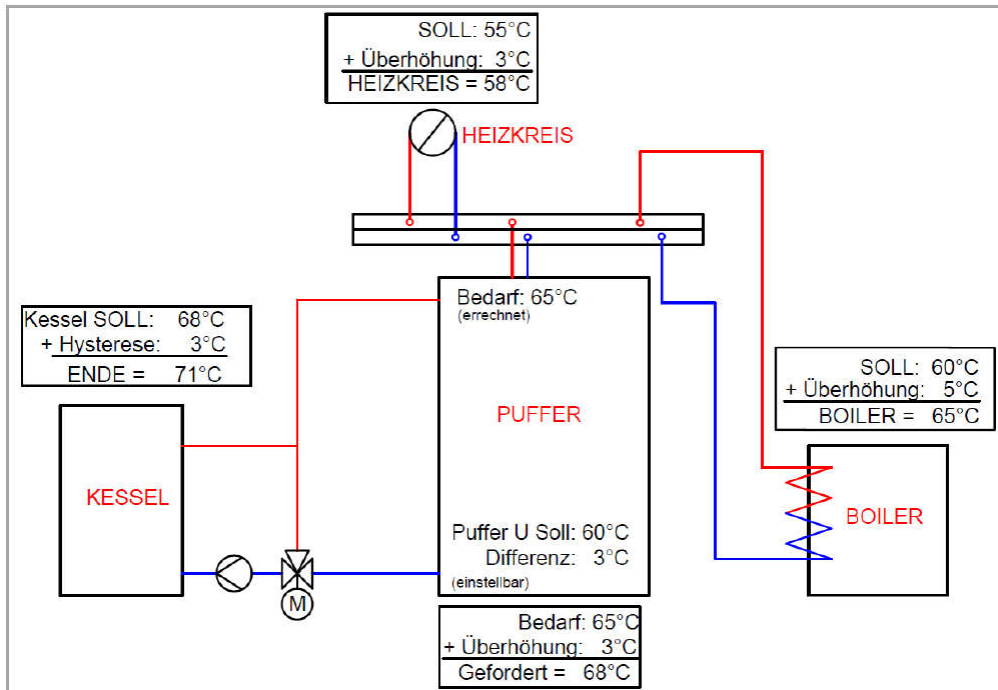 SOLL: 55°C
+ Überhöhung: 3°C
HEIZKREIS = 58°C
HEIZKREIS
Bedarf: 65°C
(errechnet)
Kessel SOLL: 68°C
+ Hysterese: 3°C
ENDE = 71°C
SOLL: 60°C
+ Überhöhung: 5°C
BOILER = 65°C
PUFFER
KESSEL
BOILER
Puffer U Soll: 60°C
Differenz: 3°C
(einstellbar)
M
Bedarf: 65°C
+ Überhöhung: 3°C
Gefordert = 68°C